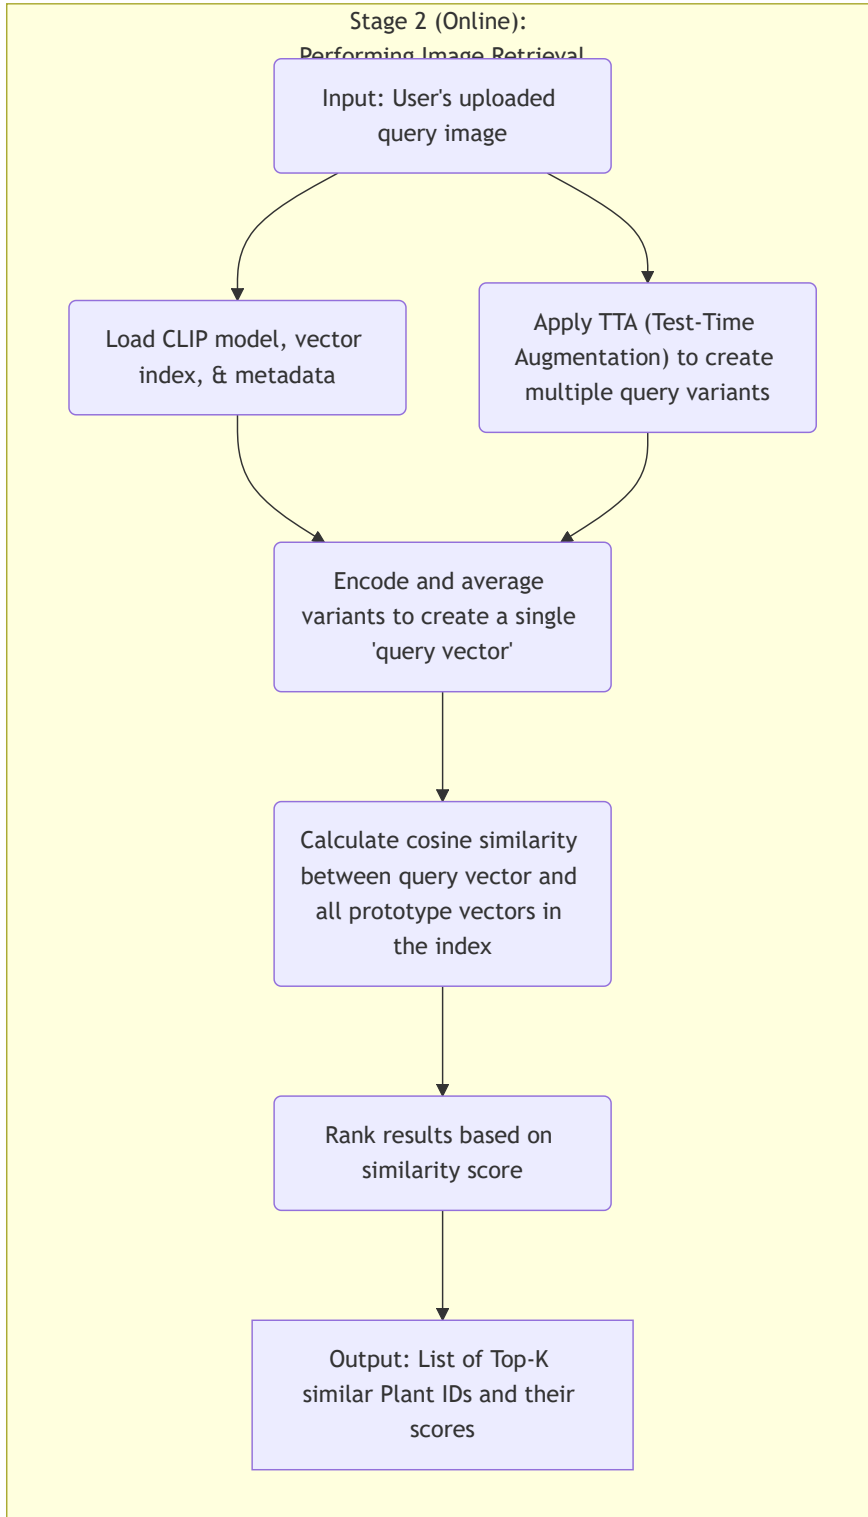 Stage 2 (Online):
Performing Image Retrieval
Input: User's uploaded
query image
Load CLIP model, vector
index, & metadata
Apply TTA (Test-Time
Augmentation) to create
multiple query variants
Encode and average
variants to create a single
'query vector'
Calculate cosine similarity
between query vector and
all prototype vectors in
the index
Rank results based on
similarity score
Output: List of Top-K
similar Plant IDs and their
scores